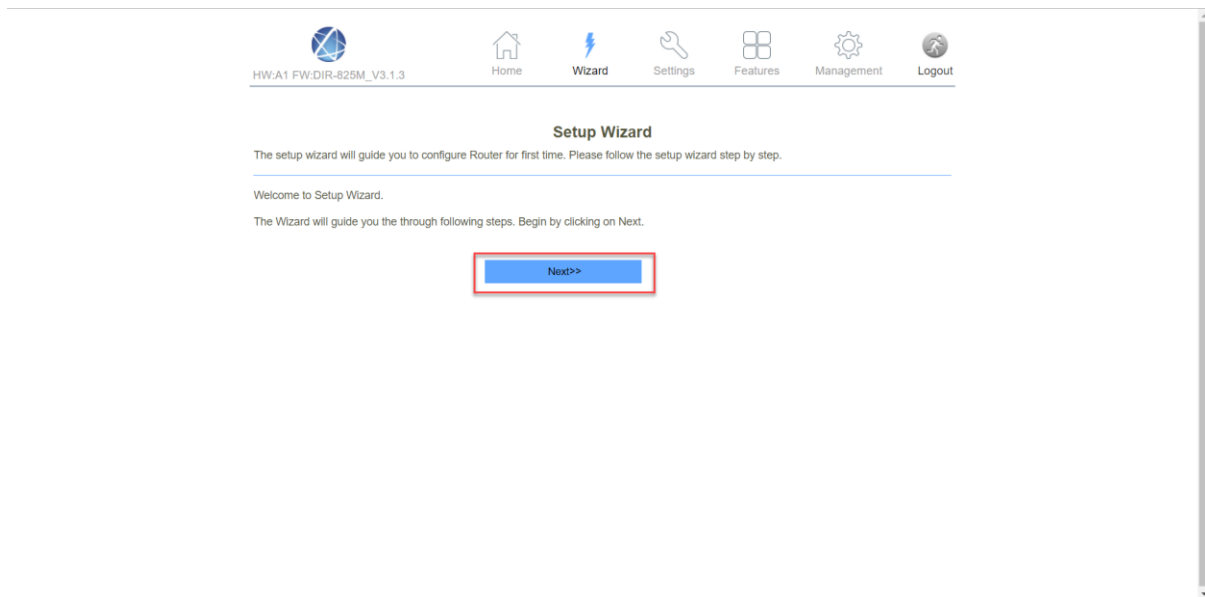 HW:A1 FW:DIR-825M_V3.1.3
Home
Wizard
Settings
Features
Management
Logout
Setup Wizard
The setup wizard will guide you to configure Router for first time. Please follow the setup wizard step by step.
Welcome to Setup Wizard.
The Wizard will guide you the through following steps. Begin by clicking on Next.
Next>>